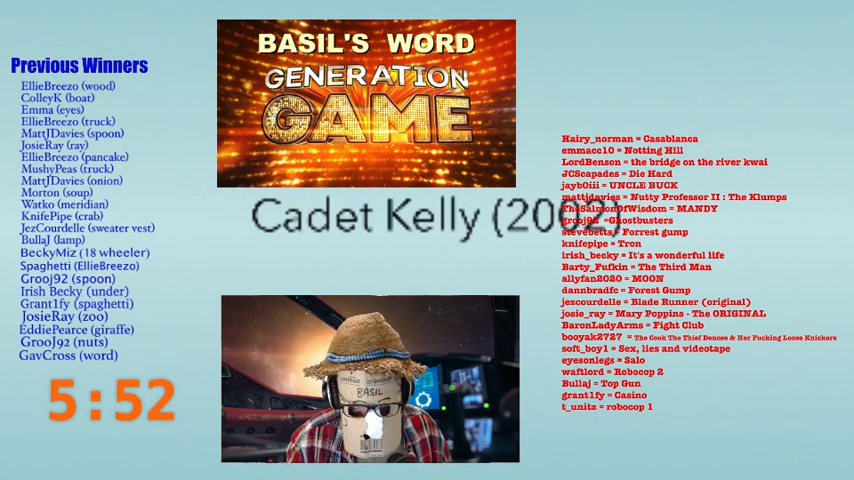 Previous Winners
EllieBreezo (wood)
ColleyK (boat)
Emma (eyes)
EllieBreezo (truck)
MattJDavies (spoon)
JosieRay (ray)
EllieBreezo (pancake)
MushyPeas (truck)
MattJDavies (onion)
Morton (soup)
Watko (meridian)
KnifePipe (crab)
JezCourdelle (sweater vest)
BullaJ (lamp)
BeckyMiz (18 wheeler)
Spaghetti (EllieBreezo)
Grooj92 (spoon)
Irish Becky (under)
Grant1fy (spaghetti)
JosieRay (zoo)
EddiePearce (giraffe)
GrooJ92 (nuts)
GavCross (word)
5:52
BASIL'S WORD
GENERATION
GAME
Cadet Kelly (2002)
BASIL
Hairy_norman = Casablanca
emmacc10 = Notting Hill
LordBenson = the bridge on the river kwai
JCScapades = Die Hard
jayb0iii = UNCLE BUCK
mattjdavies = Nutty Professor II : The Klumps
TheSalmonOfWisdom = MANDY
grooj92 =Ghostbusters
stevebetts = Forrest gump
knifepipe = Tron
irish_becky = It's a wonderful life
Barty_Fufkin = The Third Man
allyfan2020 = MOON
dannbradfc = Forest Gump
jezcourdelle = Blade Runner (original)
josie_ray = Mary Poppins - The ORIGINAL
BaronLadyArms = Fight Club
booyak2727 = The Cook The Thief Denose & Her Fucking Loose Knickers
soft_boy1 = Sex, lies and videotape
eyesonlegs = Salo
waftlord = Robocop 2
Bullaj = Top Gun
grant1fy = Casino
t_unitz = robocop 1